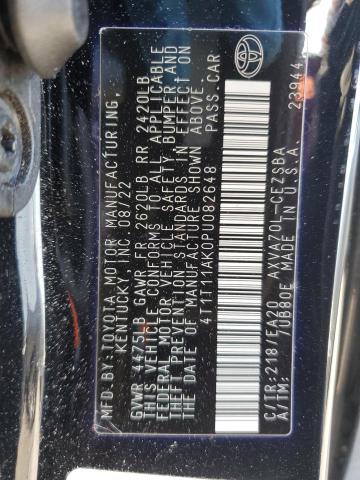 MFD BY:TOYOTA MOTOR MANUFACTURING,
KENTUCKY, INC. 08/22
GVWR 4475LB GAWR FR 2620LB RR 2420LB
THIS VEHICLE CONFORMS TO ALL APPLICABLE
FEDERAL MOTOR VEHICLE SAFETY, BUMPER, AND
THEFT PREVENTION STANDARDS IN EFFECT ON
THE DATE OF MANUFACTURE SHOWN ABOVE.
4T1T11AK0PU082648 PASS.CAR
C/TR:218/EA20 AXVA70L-CEZSBA
A/TM: /UB80E MADE IN U.S.A. 23944